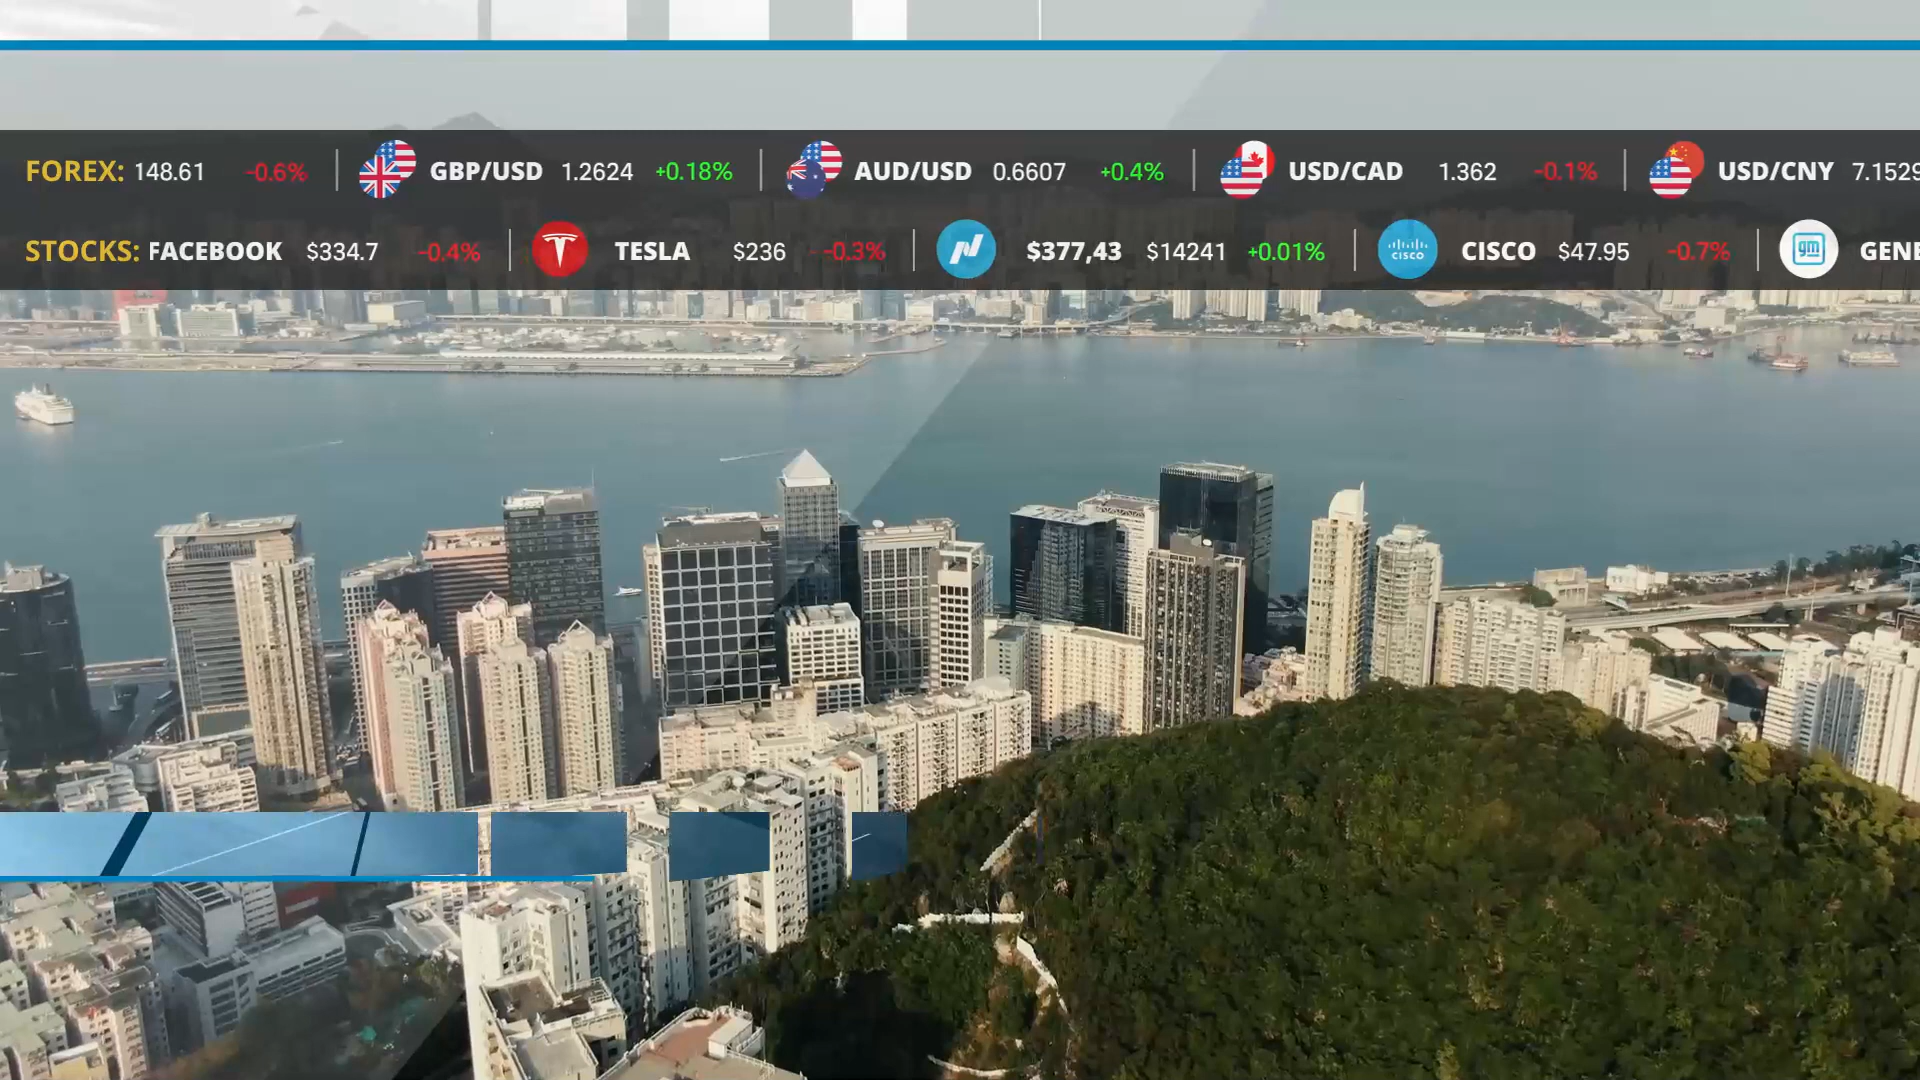 FOREX: 148.61 -0.6% GBP/USD 1.2624 +0.18% AUD/USD 0.6607 +0.4% USD/CAD 1.362 -0.1% USD/CNY 7.1529
STOCKS: FACEBOOK $334.7 -0.4% TESLA $236 -0.3% $377,43 $14241 +0.01% CISCO $47.95 -0.7% gm GENE